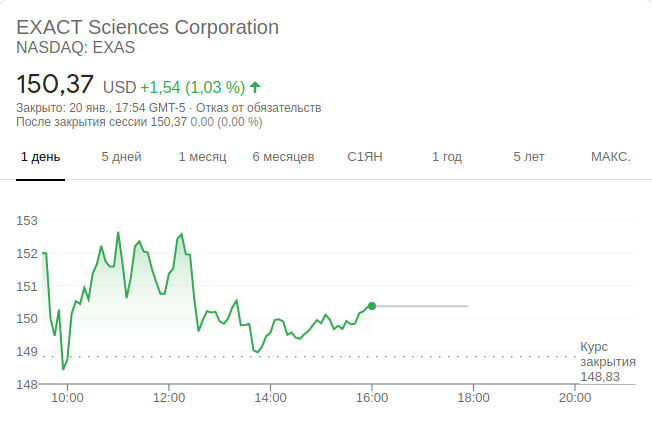 EXACT Sciences Corporation
NASDAQ: EXAS
150,37 USD +1,54 (1,03 %)
Закрыто: 20 янв., 17:54 GMT-5 · Отказ от обязательств
После закрытия сессии 150,37 0,00 (0,00 %)
1 день 5 дней 1 месяц 6 месяцев С1ЯН 1 год 5 лет МАКС.
153
152
151
150
149
148
Курс
закрытия
148,83
10:00 12:00 14:00 16:00 18:00 20:00